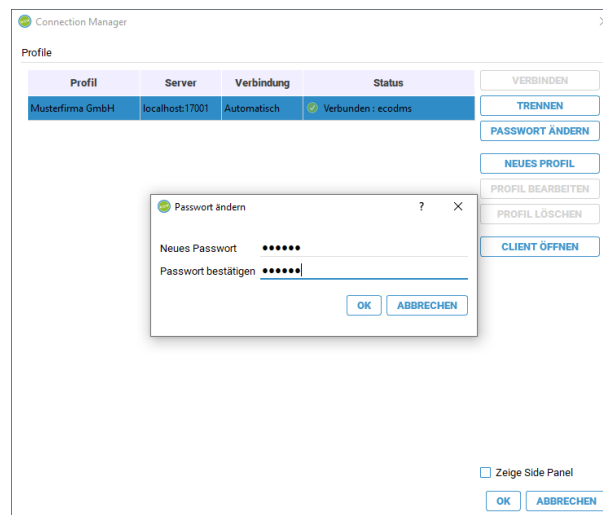 Connection Manager
Profile
Profil Server Verbindung Status
Musterfirma GmbH localhost:17001 Automatisch Verbunden : ecodms
VERBINDEN
TRENNEN
PASSWORT ÄNDERN
NEUES PROFIL
PROFIL BEARBEITEN
PROFIL LÖSCHEN
CLIENT ÖFFNEN
Passwort ändern ?
Neues Passwort ●●●●●●
Passwort bestätigen ●●●●●●
OK ABBRECHEN
Zeige Side Panel
OK ABBRECHEN